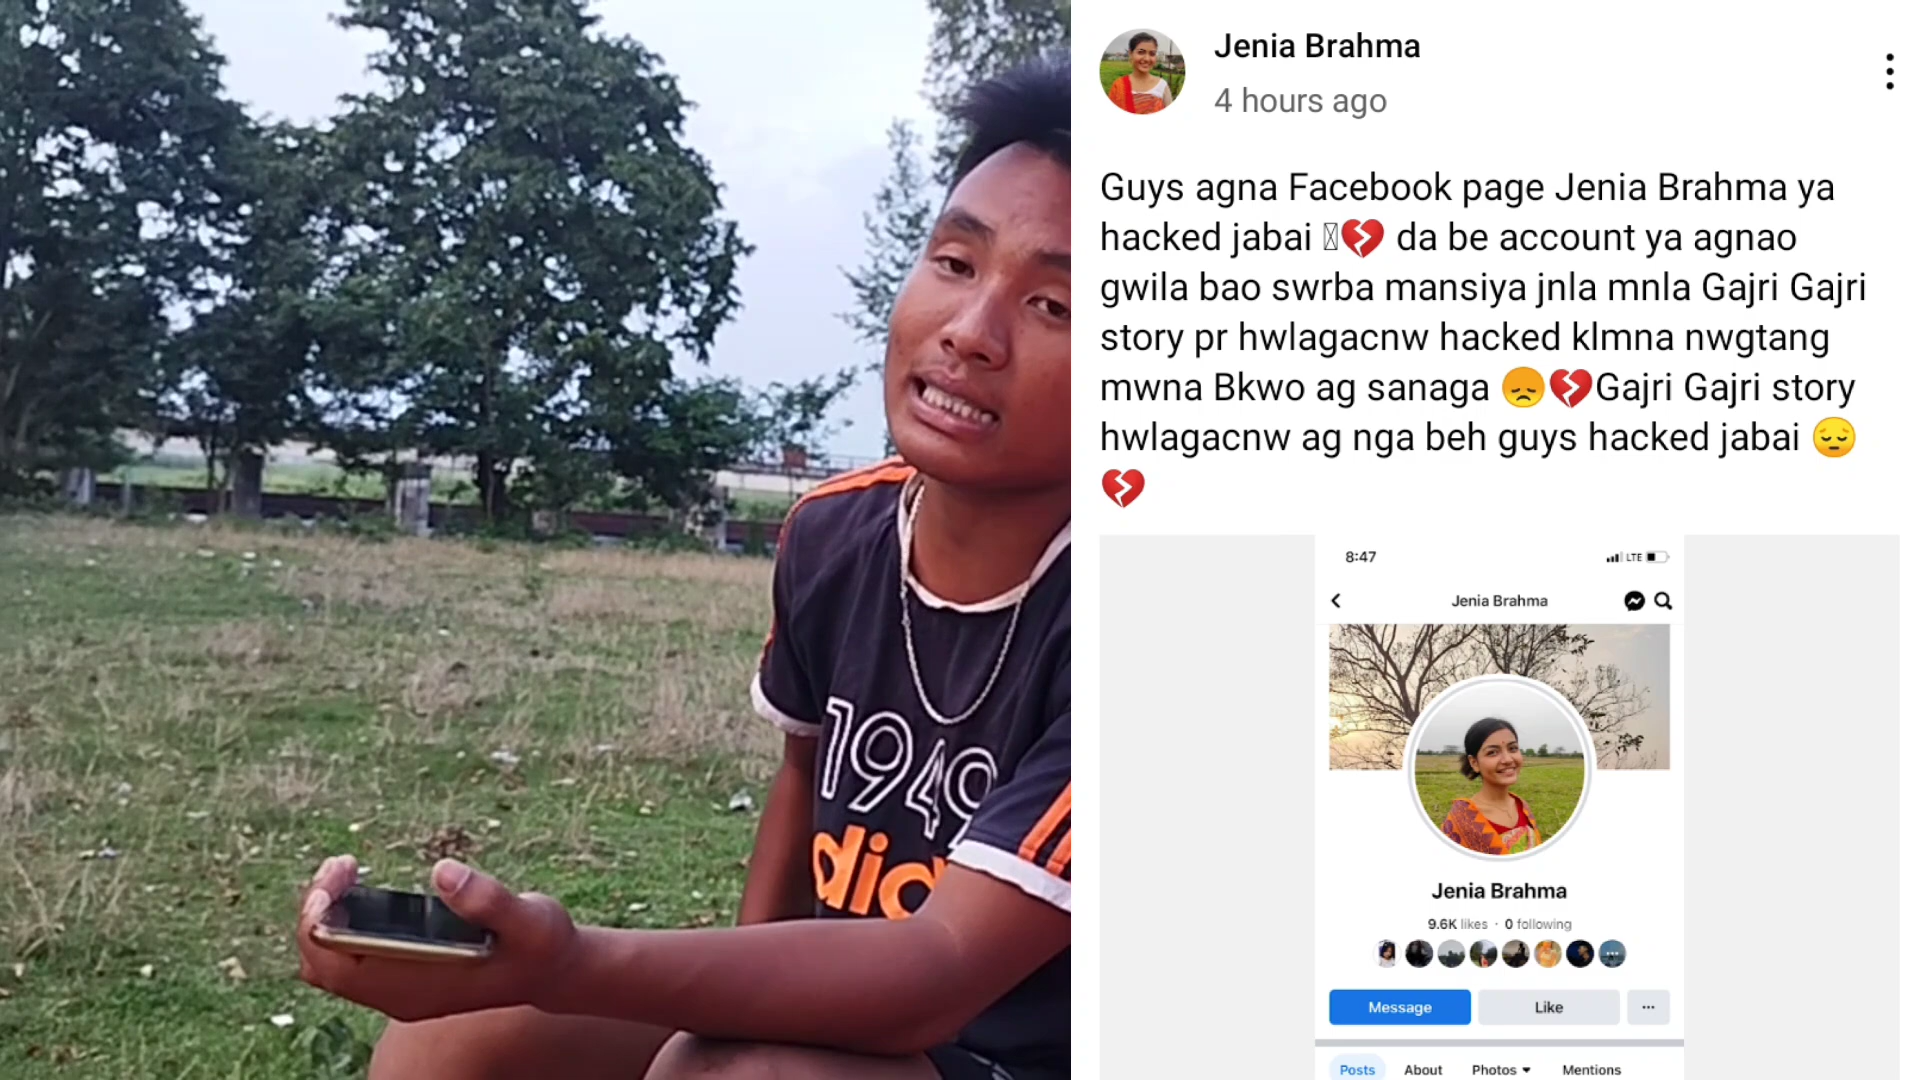 1949
adid
Jenia Brahma
4 hours ago
Guys agna Facebook page Jenia Brahma ya
hacked jabai 💔 da be account ya agnao
gwila bao swrba mansiya jnla mnla Gajri Gajri
story pr hwlagacnw hacked klmna nwgtang
mwna Bkwo ag sanaga 😞💔Gajri Gajri story
hwlagacnw ag nga beh guys hacked jabai 😔
💔
8:47
LTE
Jenia Brahma
Jenia Brahma
9.6K likes · 0 following
Message
Like
Posts
About
Photos
Mentions